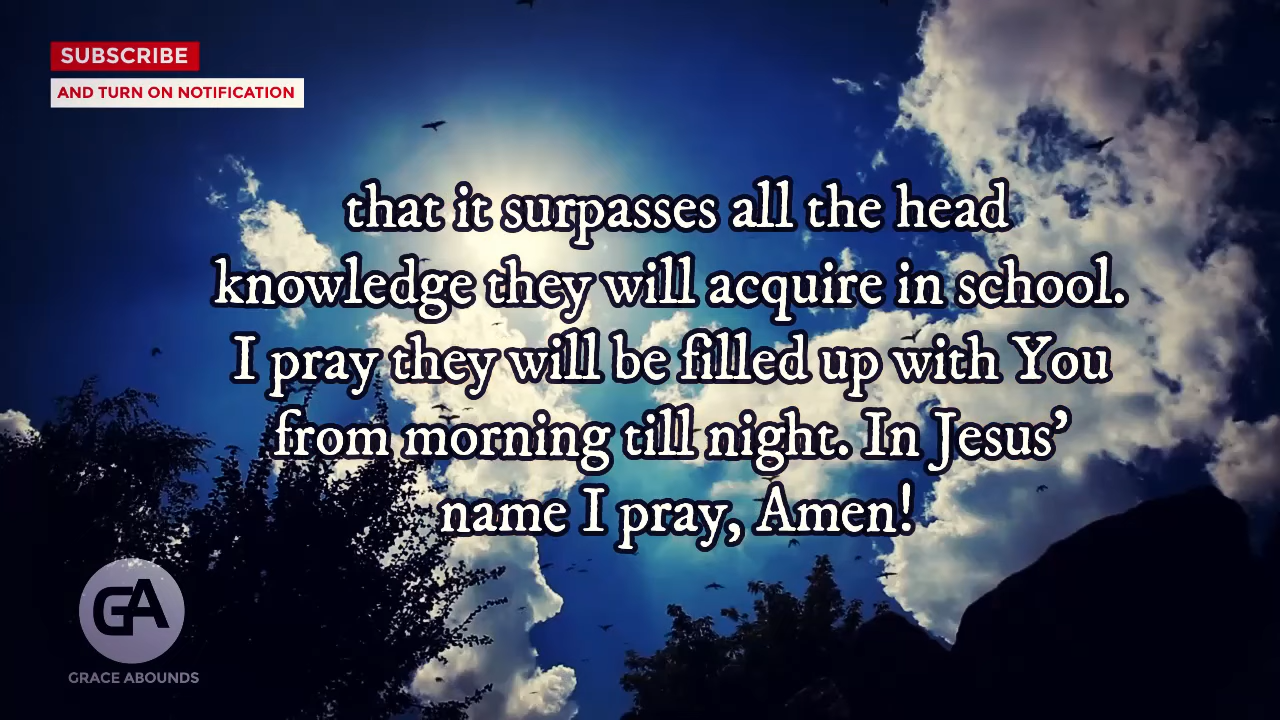 SUBSCRIBE
AND TURN ON NOTIFICATION
that it surpasses all the head
knowledge they will acquire in school.
I pray they will be filled up with You
from morning till night. In Jesus’
name I pray, Amen!
GA
GRACE ABOUNDS